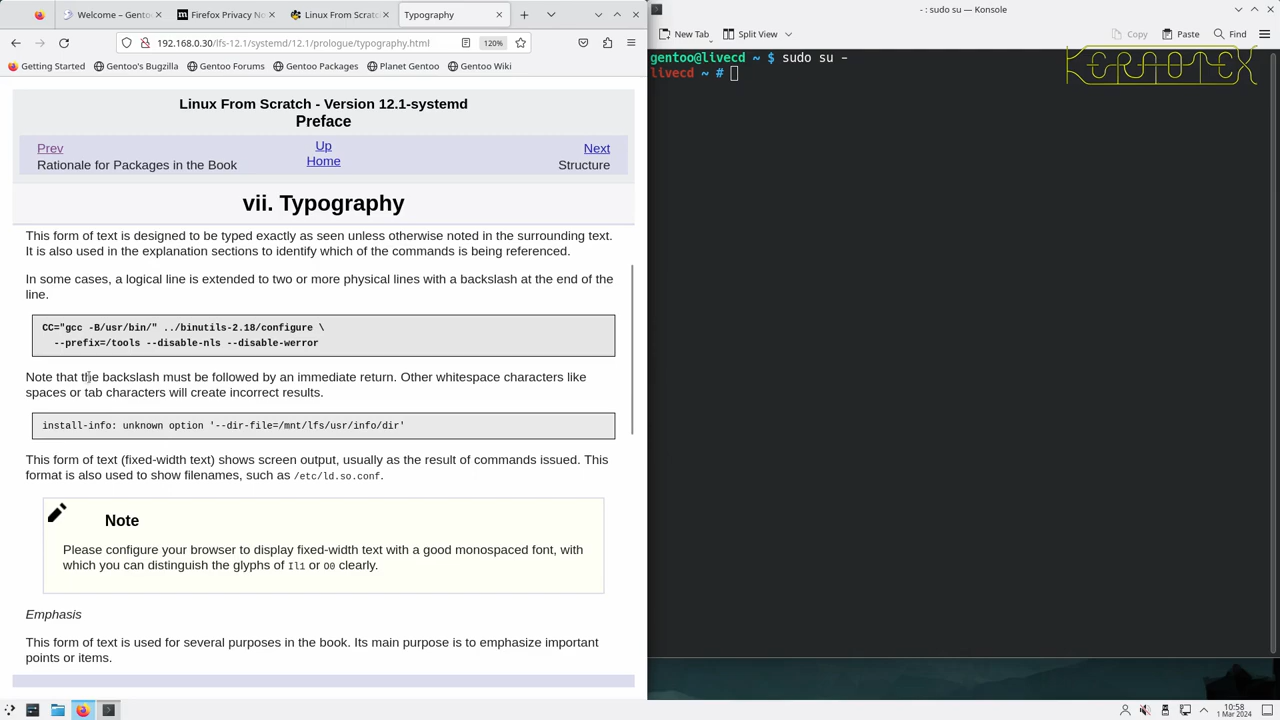 Welcome – Gento
Firefox Privacy No
Linux From Scratc
Typography
192.168.0.30/lfs-12.1/systemd/12.1/prologue/typography.html
120%
Getting Started
Gentoo's Bugzilla
Gentoo Forums
Gentoo Packages
Planet Gentoo
Gentoo Wiki
Linux From Scratch - Version 12.1-systemd
Preface
Prev
Up
Next
Rationale for Packages in the Book
Home
Structure
vii. Typography
This form of text is designed to be typed exactly as seen unless otherwise noted in the surrounding text.
It is also used in the explanation sections to identify which of the commands is being referenced.
In some cases, a logical line is extended to two or more physical lines with a backslash at the end of the
line.
CC="gcc -B/usr/bin/" ../binutils-2.18/configure \
--prefix=/tools --disable-nls --disable-werror
Note that the backslash must be followed by an immediate return. Other whitespace characters like
spaces or tab characters will create incorrect results.
install-info: unknown option '--dir-file=/mnt/lfs/usr/info/dir'
This form of text (fixed-width text) shows screen output, usually as the result of commands issued. This
format is also used to show filenames, such as /etc/ld.so.conf.
Note
Please configure your browser to display fixed-width text with a good monospaced font, with
which you can distinguish the glyphs of Il1 or O0 clearly.
Emphasis
This form of text is used for several purposes in the book. Its main purpose is to emphasize important
points or items.
- : sudo su — Konsole
New Tab
Split View
Copy
Paste
Find
gentoo@livecd ~ $ sudo su -
livecd ~ #
KERNOTEX
10:58
1 Mar 2024